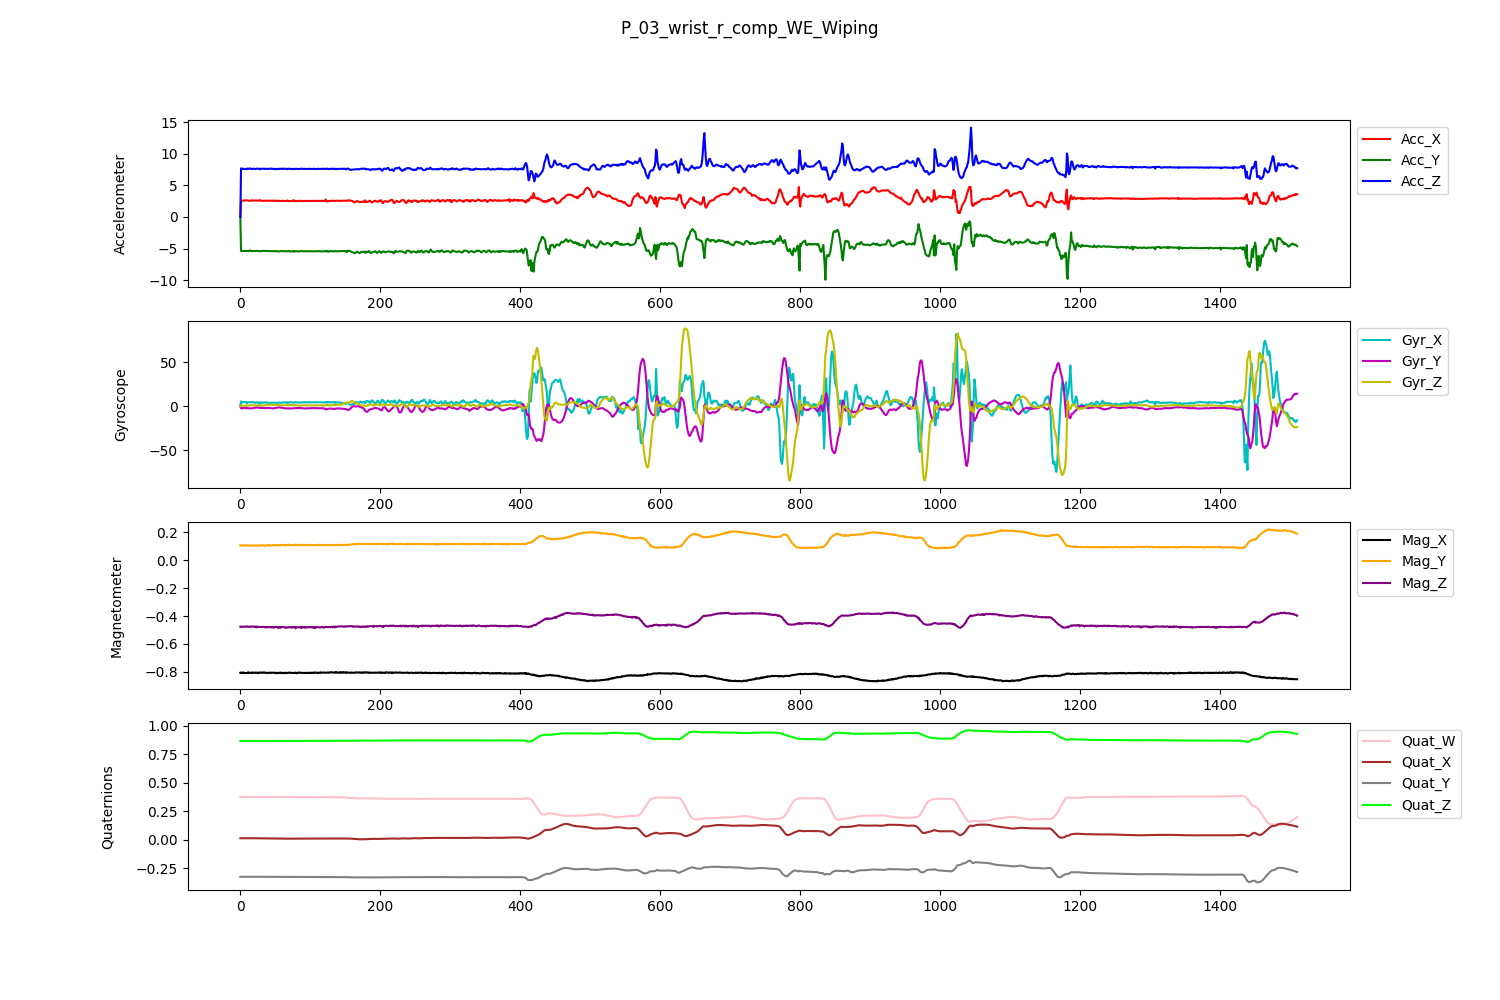 P_03_wrist_r_comp_WE_Wiping
15
10
5
0
−5
−10
Accelerometer
0 200 400 600 800 1000 1200 1400
Acc_X
Acc_Y
Acc_Z
50
0
−50
Gyroscope
0 200 400 600 800 1000 1200 1400
Gyr_X
Gyr_Y
Gyr_Z
0.2
0.0
−0.2
−0.4
−0.6
−0.8
Magnetometer
0 200 400 600 800 1000 1200 1400
Mag_X
Mag_Y
Mag_Z
1.00
0.75
0.50
0.25
0.00
−0.25
Quaternions
0 200 400 600 800 1000 1200 1400
Quat_W
Quat_X
Quat_Y
Quat_Z